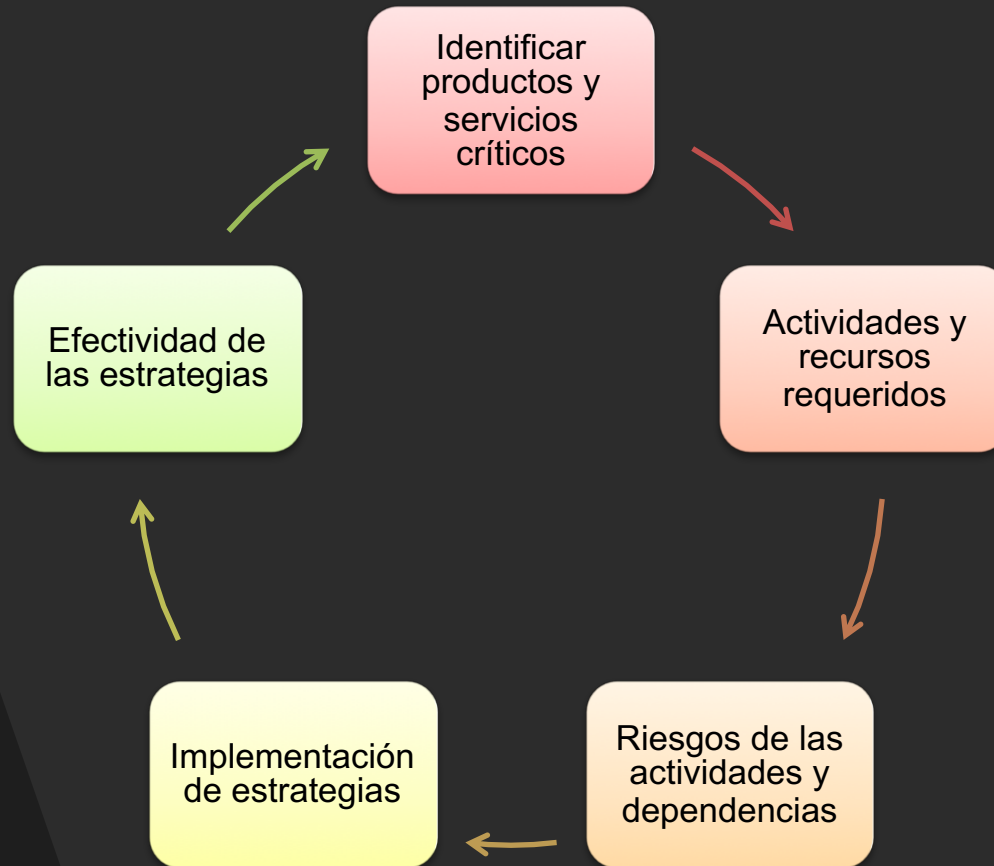 Identificar
productos y
servicios
críticos
Actividades y
recursos
requeridos
Riesgos de las
actividades y
dependencias
Implementación
de estrategias
Efectividad de
las estrategias